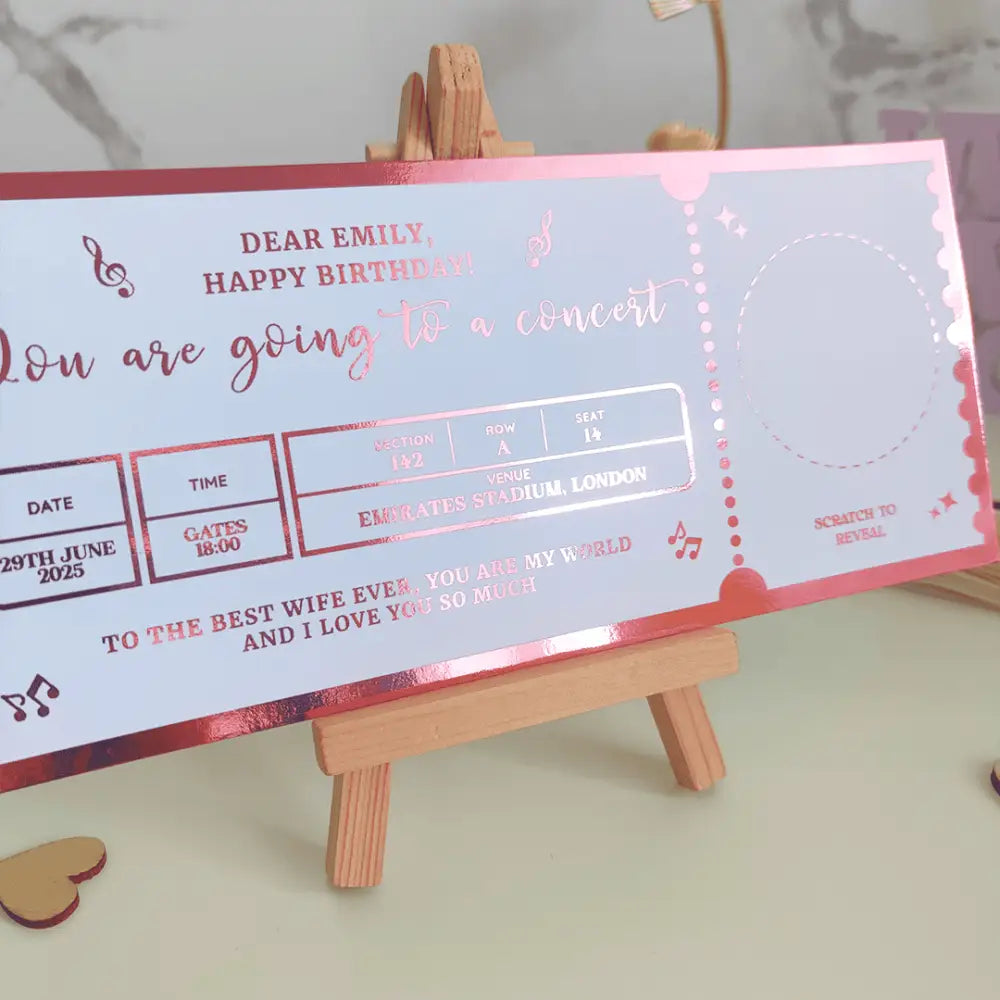 DEAR EMILY,
HAPPY BIRTHDAY!
You are going to a concert
DATE
29TH JUNE
2025
TIME
GATES
18:00
SECTION
142
ROW
A
SEAT
14
VENUE
EMIRATES STADIUM, LONDON
TO THE BEST WIFE EVER, YOU ARE MY WORLD
AND I LOVE YOU SO MUCH
SCRATCH TO
REVEAL